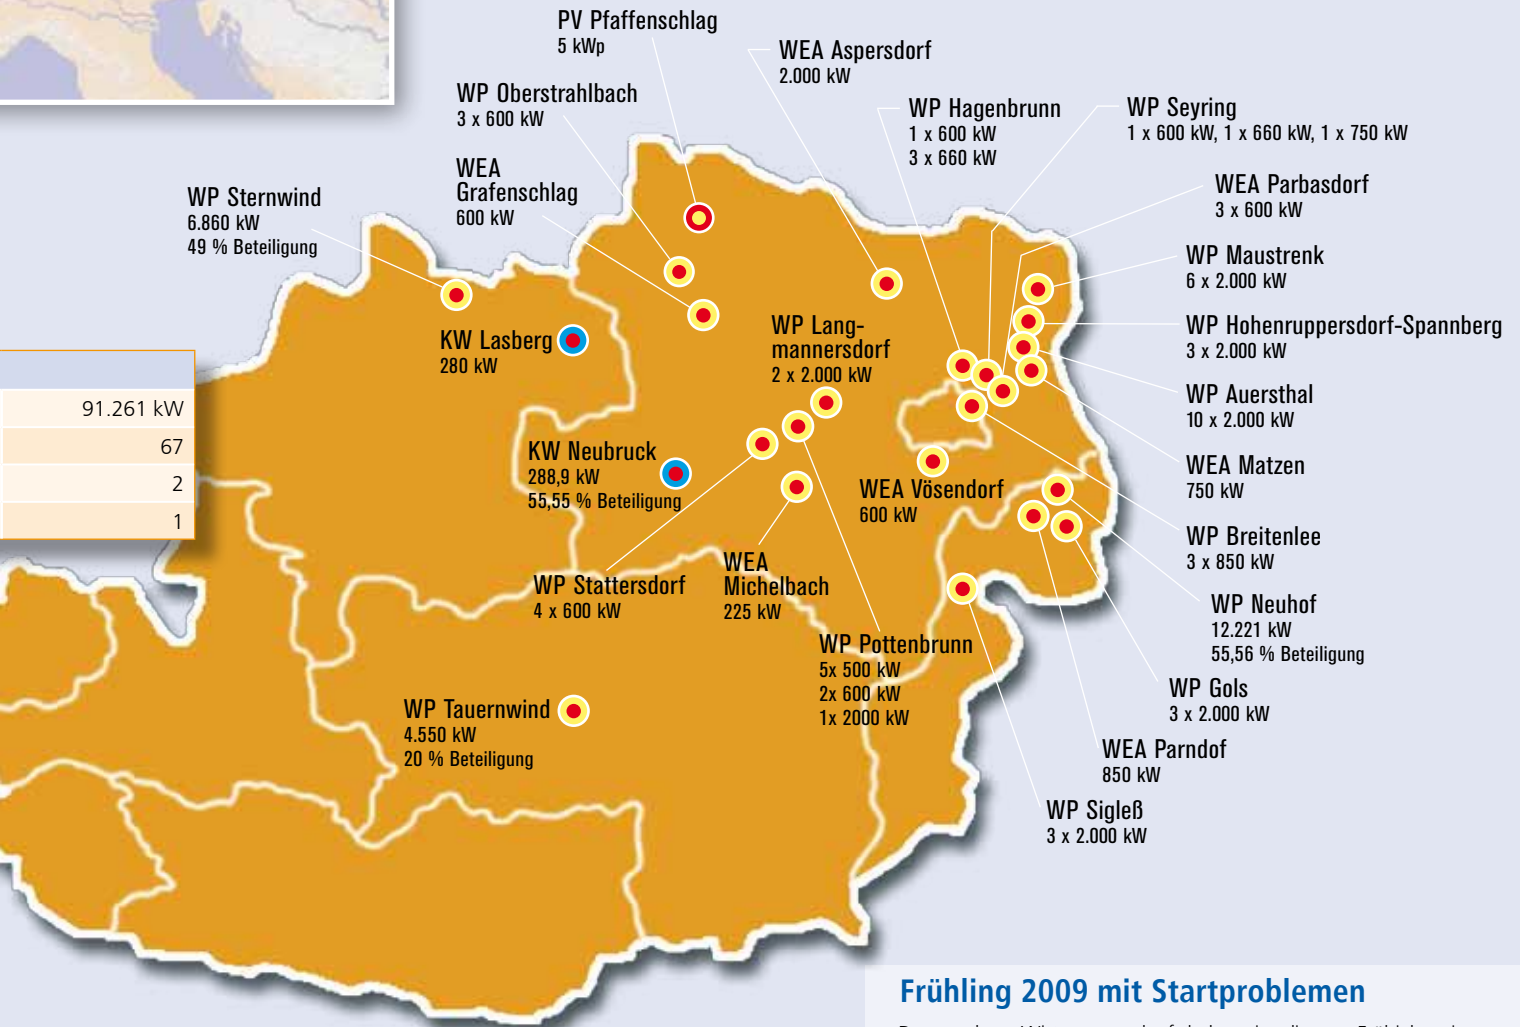 PV Pfaffenschlag
5 kWp
WEA Aspersdorf
2.000 kW
WP Oberstrahlbach
3 x 600 kW
WP Hagenbrunn
1 x 600 kW
3 x 660 kW
WP Seyring
1 x 600 kW, 1 x 660 kW, 1 x 750 kW
WEA
Grafenschlag
600 kW
WP Sternwind
6.860 kW
49 % Beteiligung
WEA Parbasdorf
3 x 600 kW
WP Maustrenk
6 x 2.000 kW
WP Hohenruppersdorf-Spannberg
3 x 2.000 kW
KW Lasberg
280 kW
WP Lang-
mannersdorf
2 x 2.000 kW
WP Auersthal
10 x 2.000 kW
91.261 kW
67
2
1
KW Neubruck
288,9 kW
55,55 % Beteiligung
WEA Vösendorf
600 kW
WEA Matzen
750 kW
WP Breitenlee
3 x 850 kW
WP Stattersdorf
4 x 600 kW
WEA
Michelbach
225 kW
WP Neuhof
12.221 kW
55,56 % Beteiligung
WP Pottenbrunn
5x 500 kW
2x 600 kW
1x 2000 kW
WP Gols
3 x 2.000 kW
WP Tauernwind
4.550 kW
20 % Beteiligung
WEA Parndof
850 kW
WP Sigleß
3 x 2.000 kW
Frühling 2009 mit Startproblemen